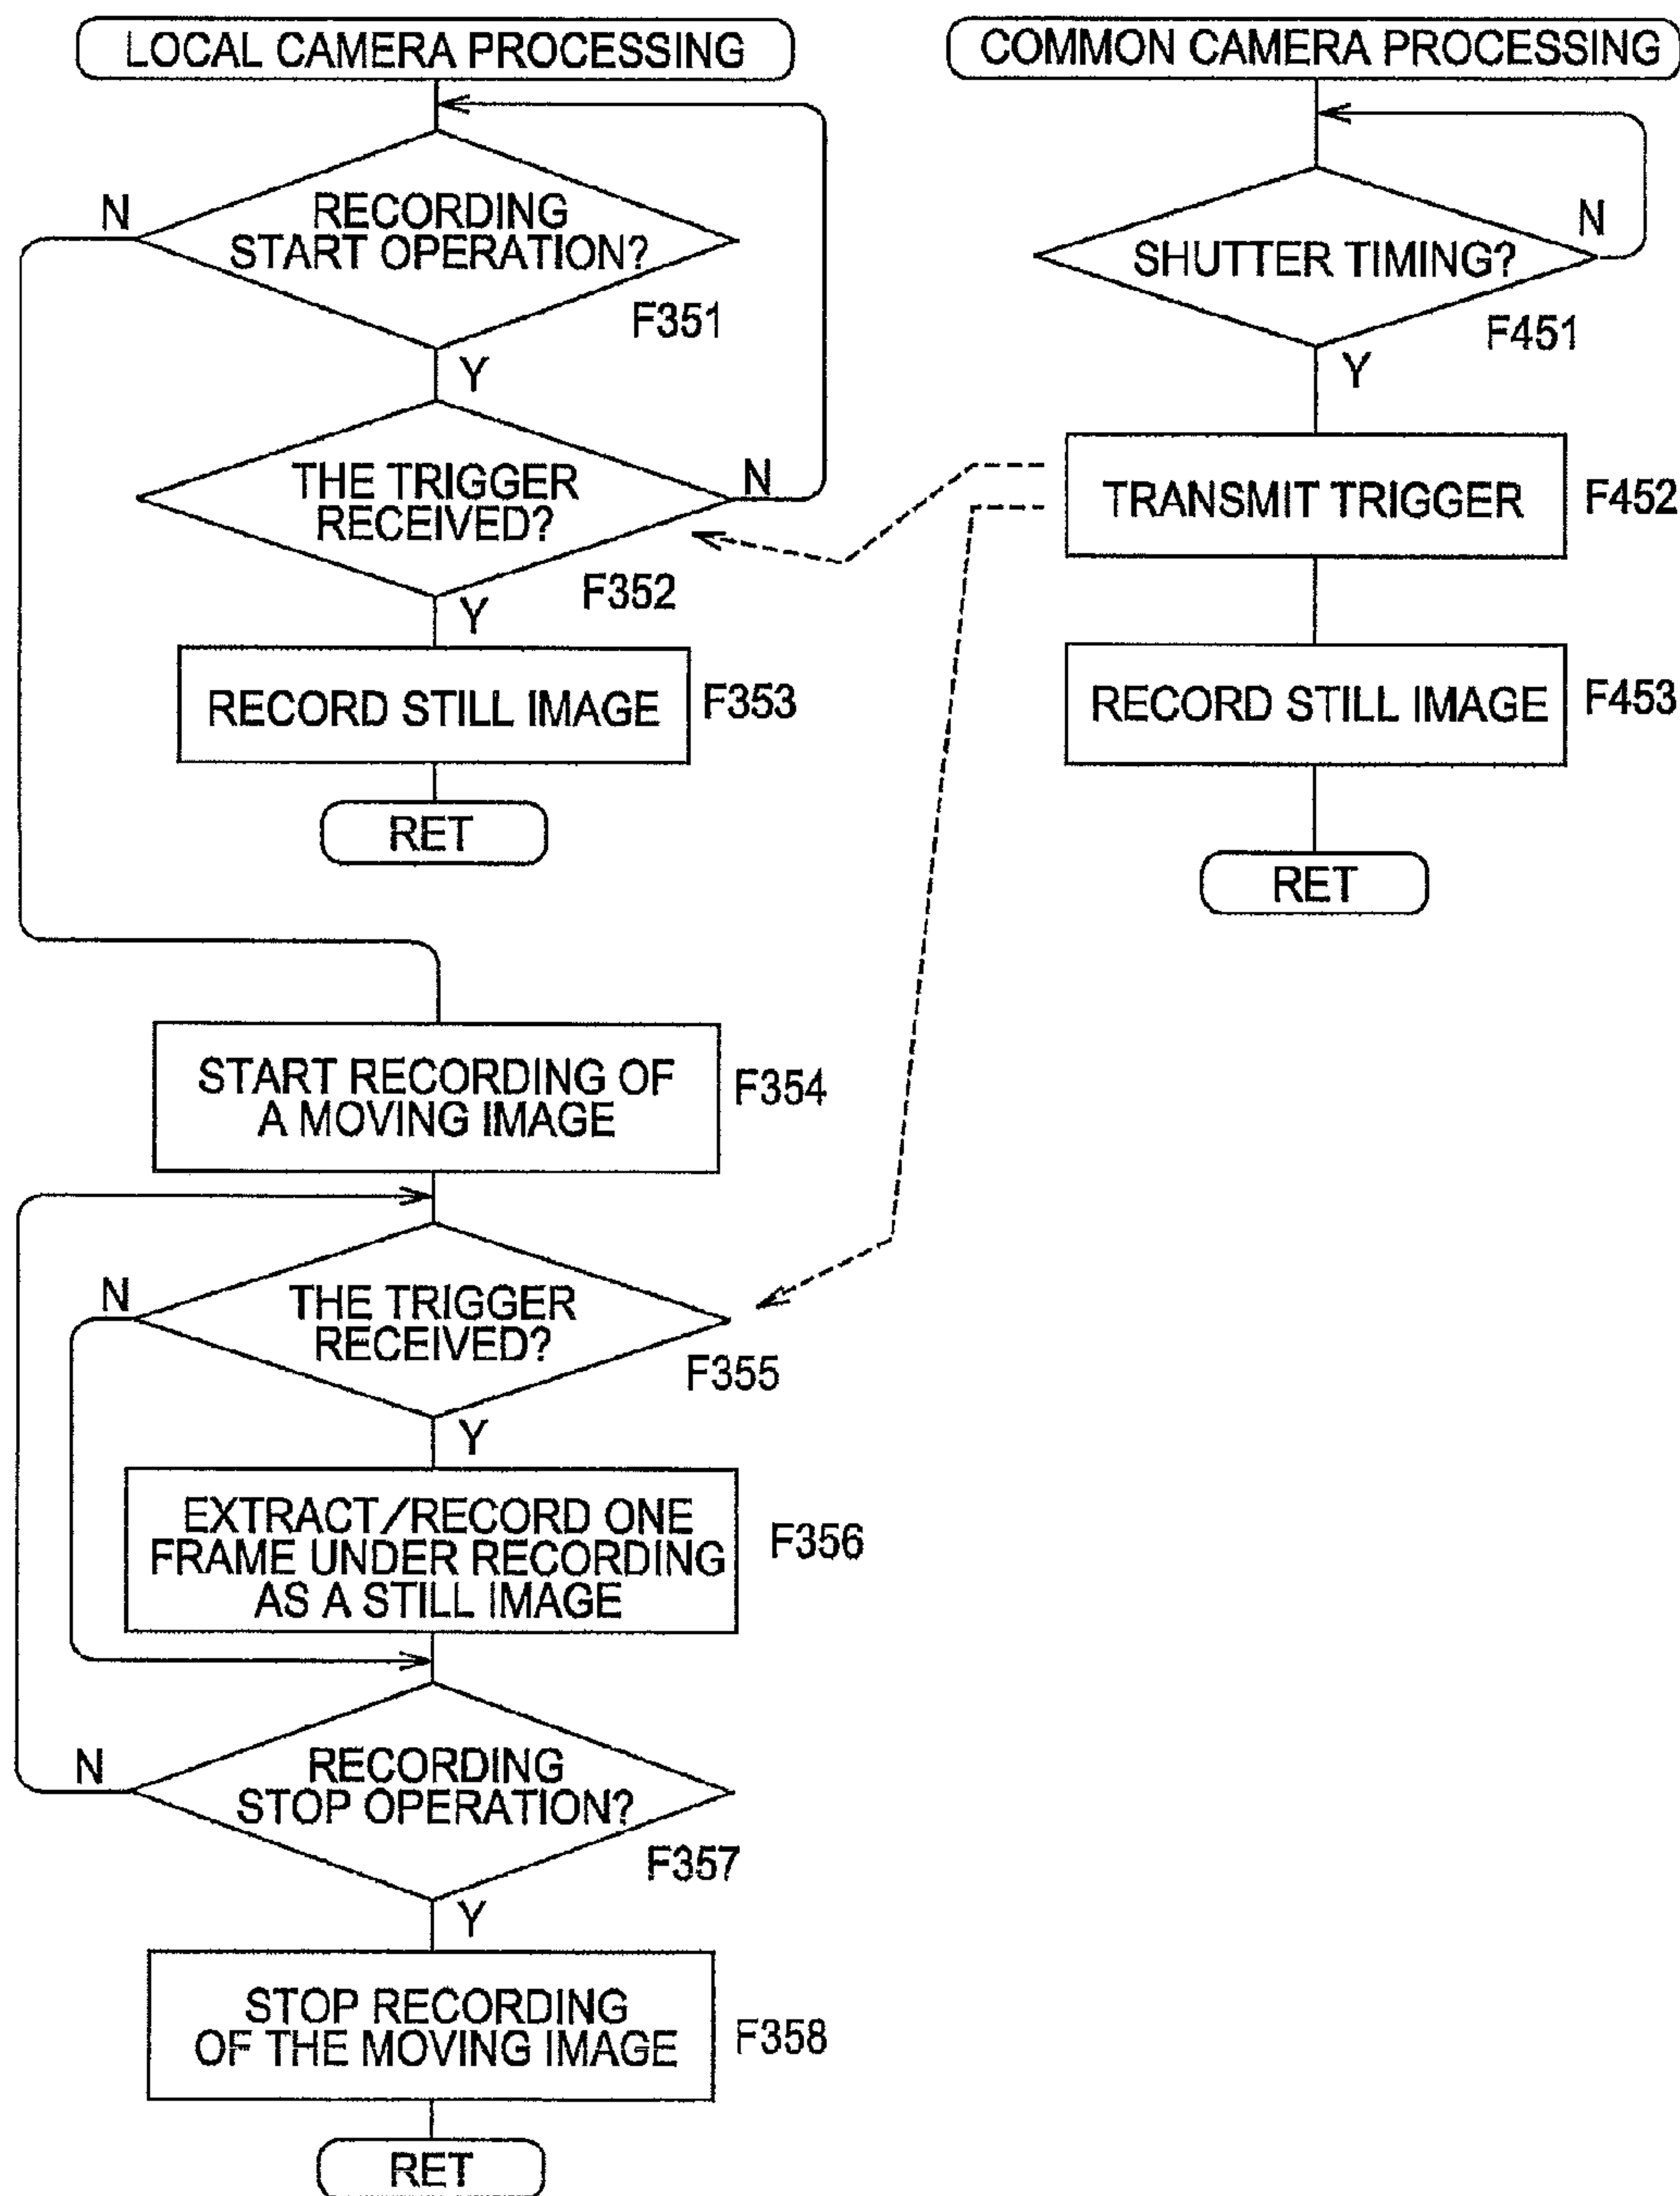 LOCAL CAMERA PROCESSING
N
RECORDING
START OPERATION?
F351
Y
THE TRIGGER
RECEIVED?
N
F352
Y
RECORD STILL IMAGE
F353
RET
START RECORDING OF
A MOVING IMAGE
F354
N
THE TRIGGER
RECEIVED?
F355
Y
EXTRACT/RECORD ONE
FRAME UNDER RECORDING
AS A STILL IMAGE
F356
N
RECORDING
STOP OPERATION?
F357
Y
STOP RECORDING
OF THE MOVING IMAGE
F358
RET
COMMON CAMERA PROCESSING
N
SHUTTER TIMING?
F451
Y
TRANSMIT TRIGGER
F452
RECORD STILL IMAGE
F453
RET